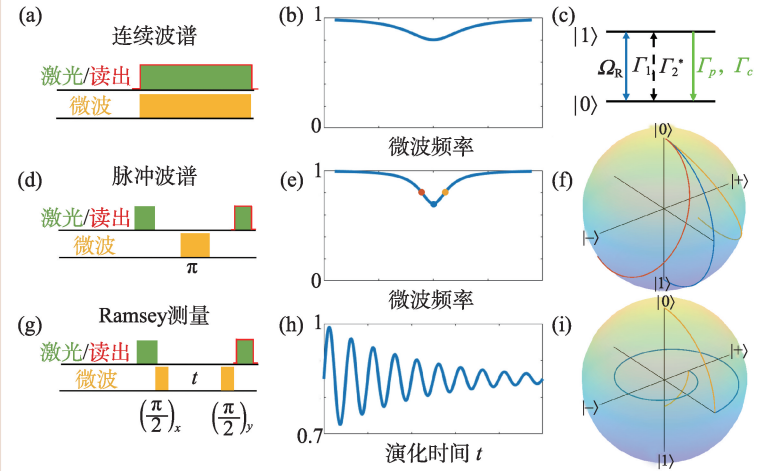 (a)
连续波谱
激光/读出
微波
(b)
1
0
微波频率
(c)
|1⟩
Ω_R Γ_1 Γ_2^* Γ_p, Γ_c
|0⟩
(d)
脉冲波谱
激光/读出
微波
π
(e)
1
0
微波频率
(f)
|0⟩
|+⟩
|−⟩
|1⟩
(g)
Ramsey测量
激光/读出
微波 t
(π/2)_x (π/2)_y
(h)
1
0.7
演化时间 t
(i)
|0⟩
|+⟩
|−⟩
|1⟩